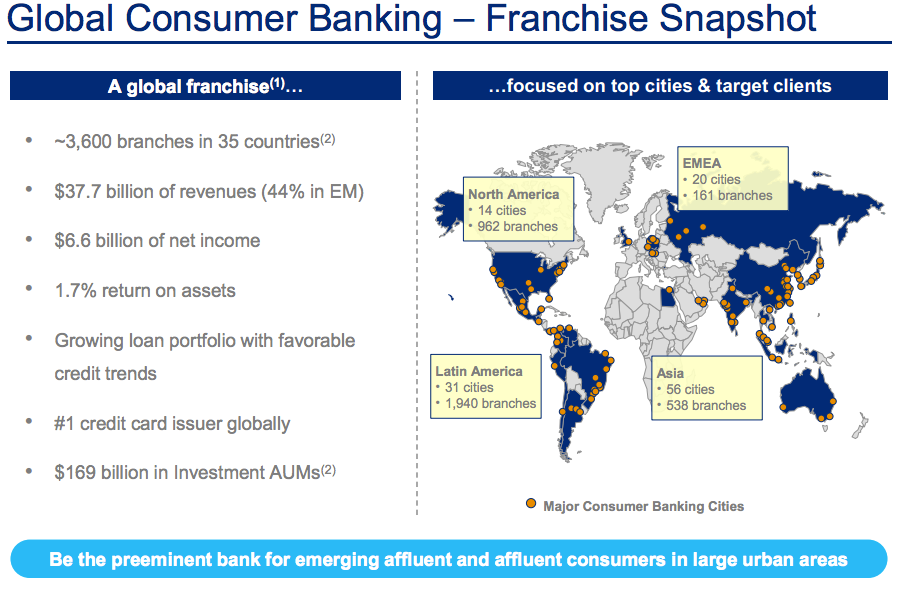 Global Consumer Banking – Franchise Snapshot
A global franchise(1)…
• ~3,600 branches in 35 countries(2)
• $37.7 billion of revenues (44% in EM)
• $6.6 billion of net income
• 1.7% return on assets
• Growing loan portfolio with favorable
credit trends
• #1 credit card issuer globally
• $169 billion in Investment AUMs(2)
…focused on top cities & target clients
EMEA
• 20 cities
• 161 branches
North America
• 14 cities
• 962 branches
Latin America
• 31 cities
• 1,940 branches
Asia
• 56 cities
• 538 branches
Major Consumer Banking Cities
Be the preeminent bank for emerging affluent and affluent consumers in large urban areas